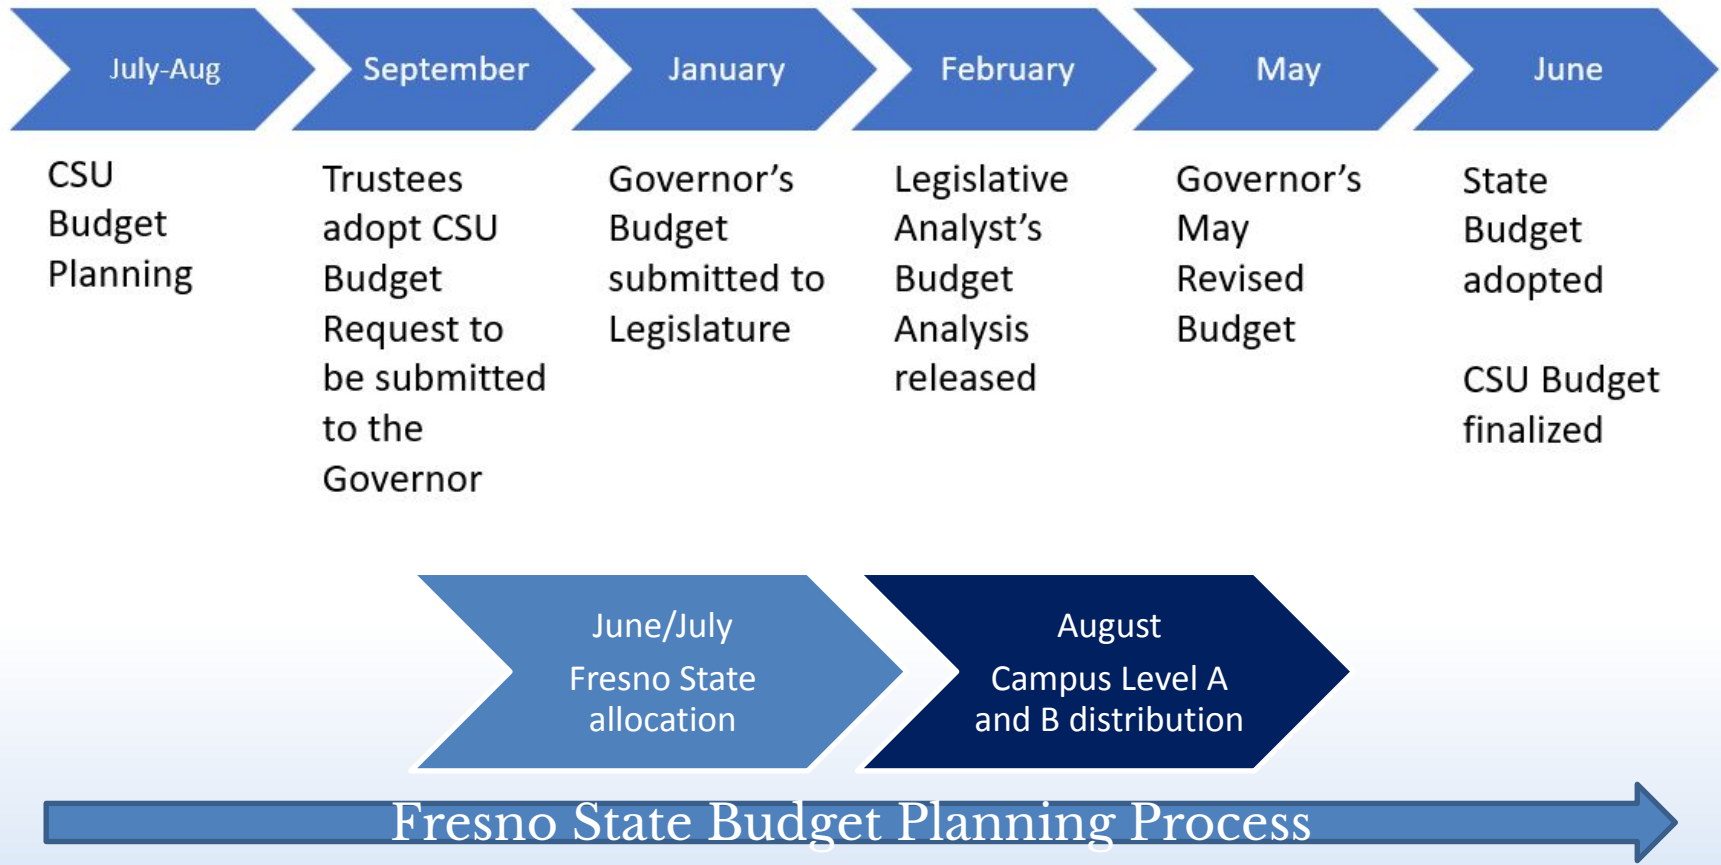 July-Aug
September
January
February
May
June
CSU
Budget
Planning
Trustees
adopt CSU
Budget
Request to
be submitted
to the
Governor
Governor’s
Budget
submitted to
Legislature
Legislative
Analyst’s
Budget
Analysis
released
Governor’s
May
Revised
Budget
State
Budget
adopted
CSU Budget
finalized
June/July
Fresno State
allocation
August
Campus Level A
and B distribution
Fresno State Budget Planning Process